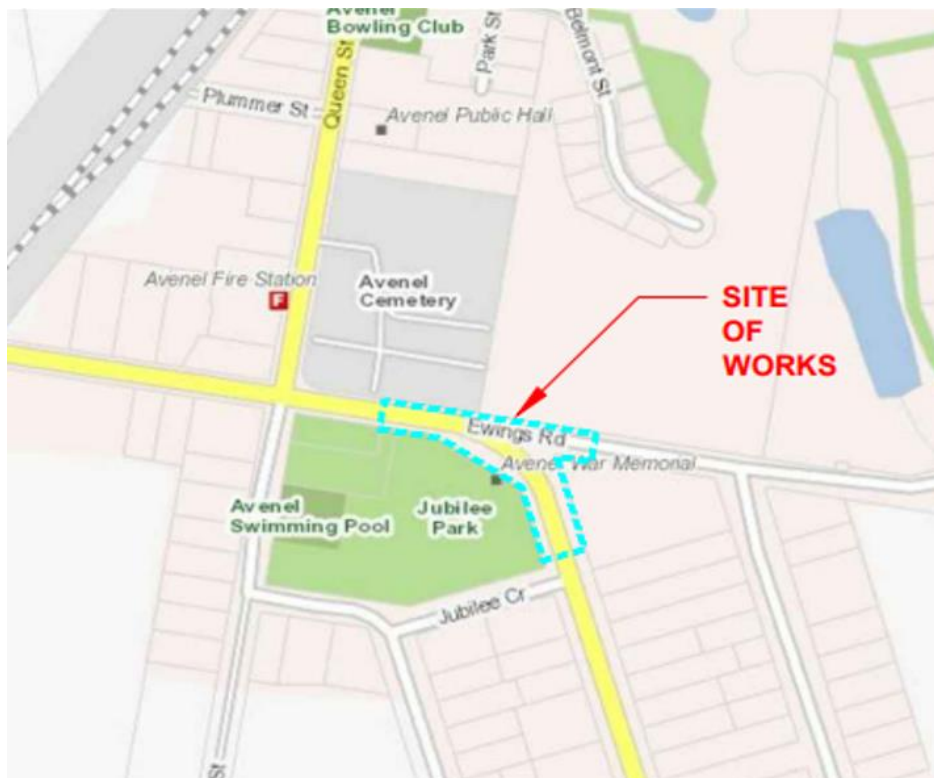 Avenel
Bowling Club
Park St
Belmont St
Queen St
Plummer St
Avenel Public Hall
Avenel Fire Station
F
Avenel
Cemetery
SITE
OF
WORKS
Ewings Rd
Avenel War Memorial
Avenel
Swimming Pool
Jubilee
Park
Jubilee Cr
St